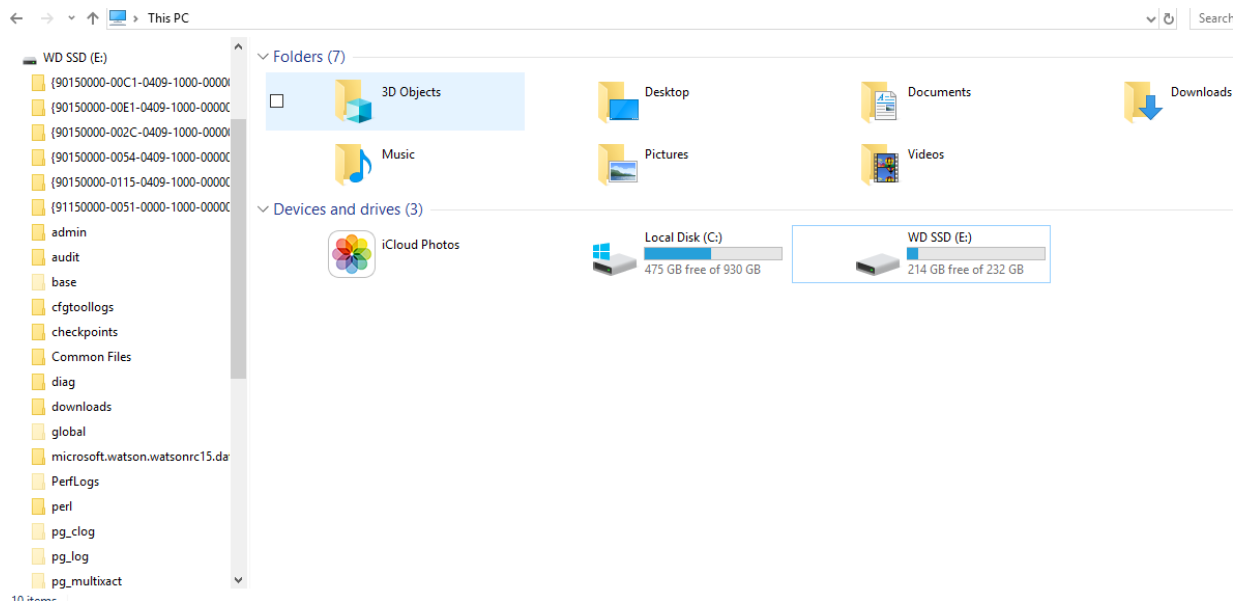 This PC
Search
WD SSD (E:)
{90150000-00C1-0409-1000-0000
{90150000-00E1-0409-1000-0000
{90150000-002C-0409-1000-0000
{90150000-0054-0409-1000-0000
{90150000-0115-0409-1000-0000
{91150000-0051-0000-1000-0000
admin
audit
base
cfgtoollogs
checkpoints
Common Files
diag
downloads
global
microsoft.watson.watsonrc15.da
PerfLogs
perl
pg_clog
pg_log
pg_multixact
10 items
Folders (7)
3D Objects
Desktop
Documents
Downloads
Music
Pictures
Videos
Devices and drives (3)
iCloud Photos
Local Disk (C:)
475 GB free of 930 GB
WD SSD (E:)
214 GB free of 232 GB